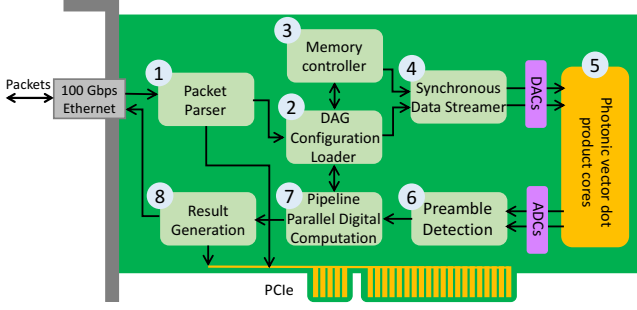 Packets
100 Gbps
Ethernet
1
Packet
Parser
3
Memory
controller
2
DAG
Configuration
Loader
4
Synchronous
Data Streamer
DACs
5
Photonic vector dot
product cores
ADCs
6
Preamble
Detection
7
Pipeline
Parallel Digital
Computation
8
Result
Generation
PCIe